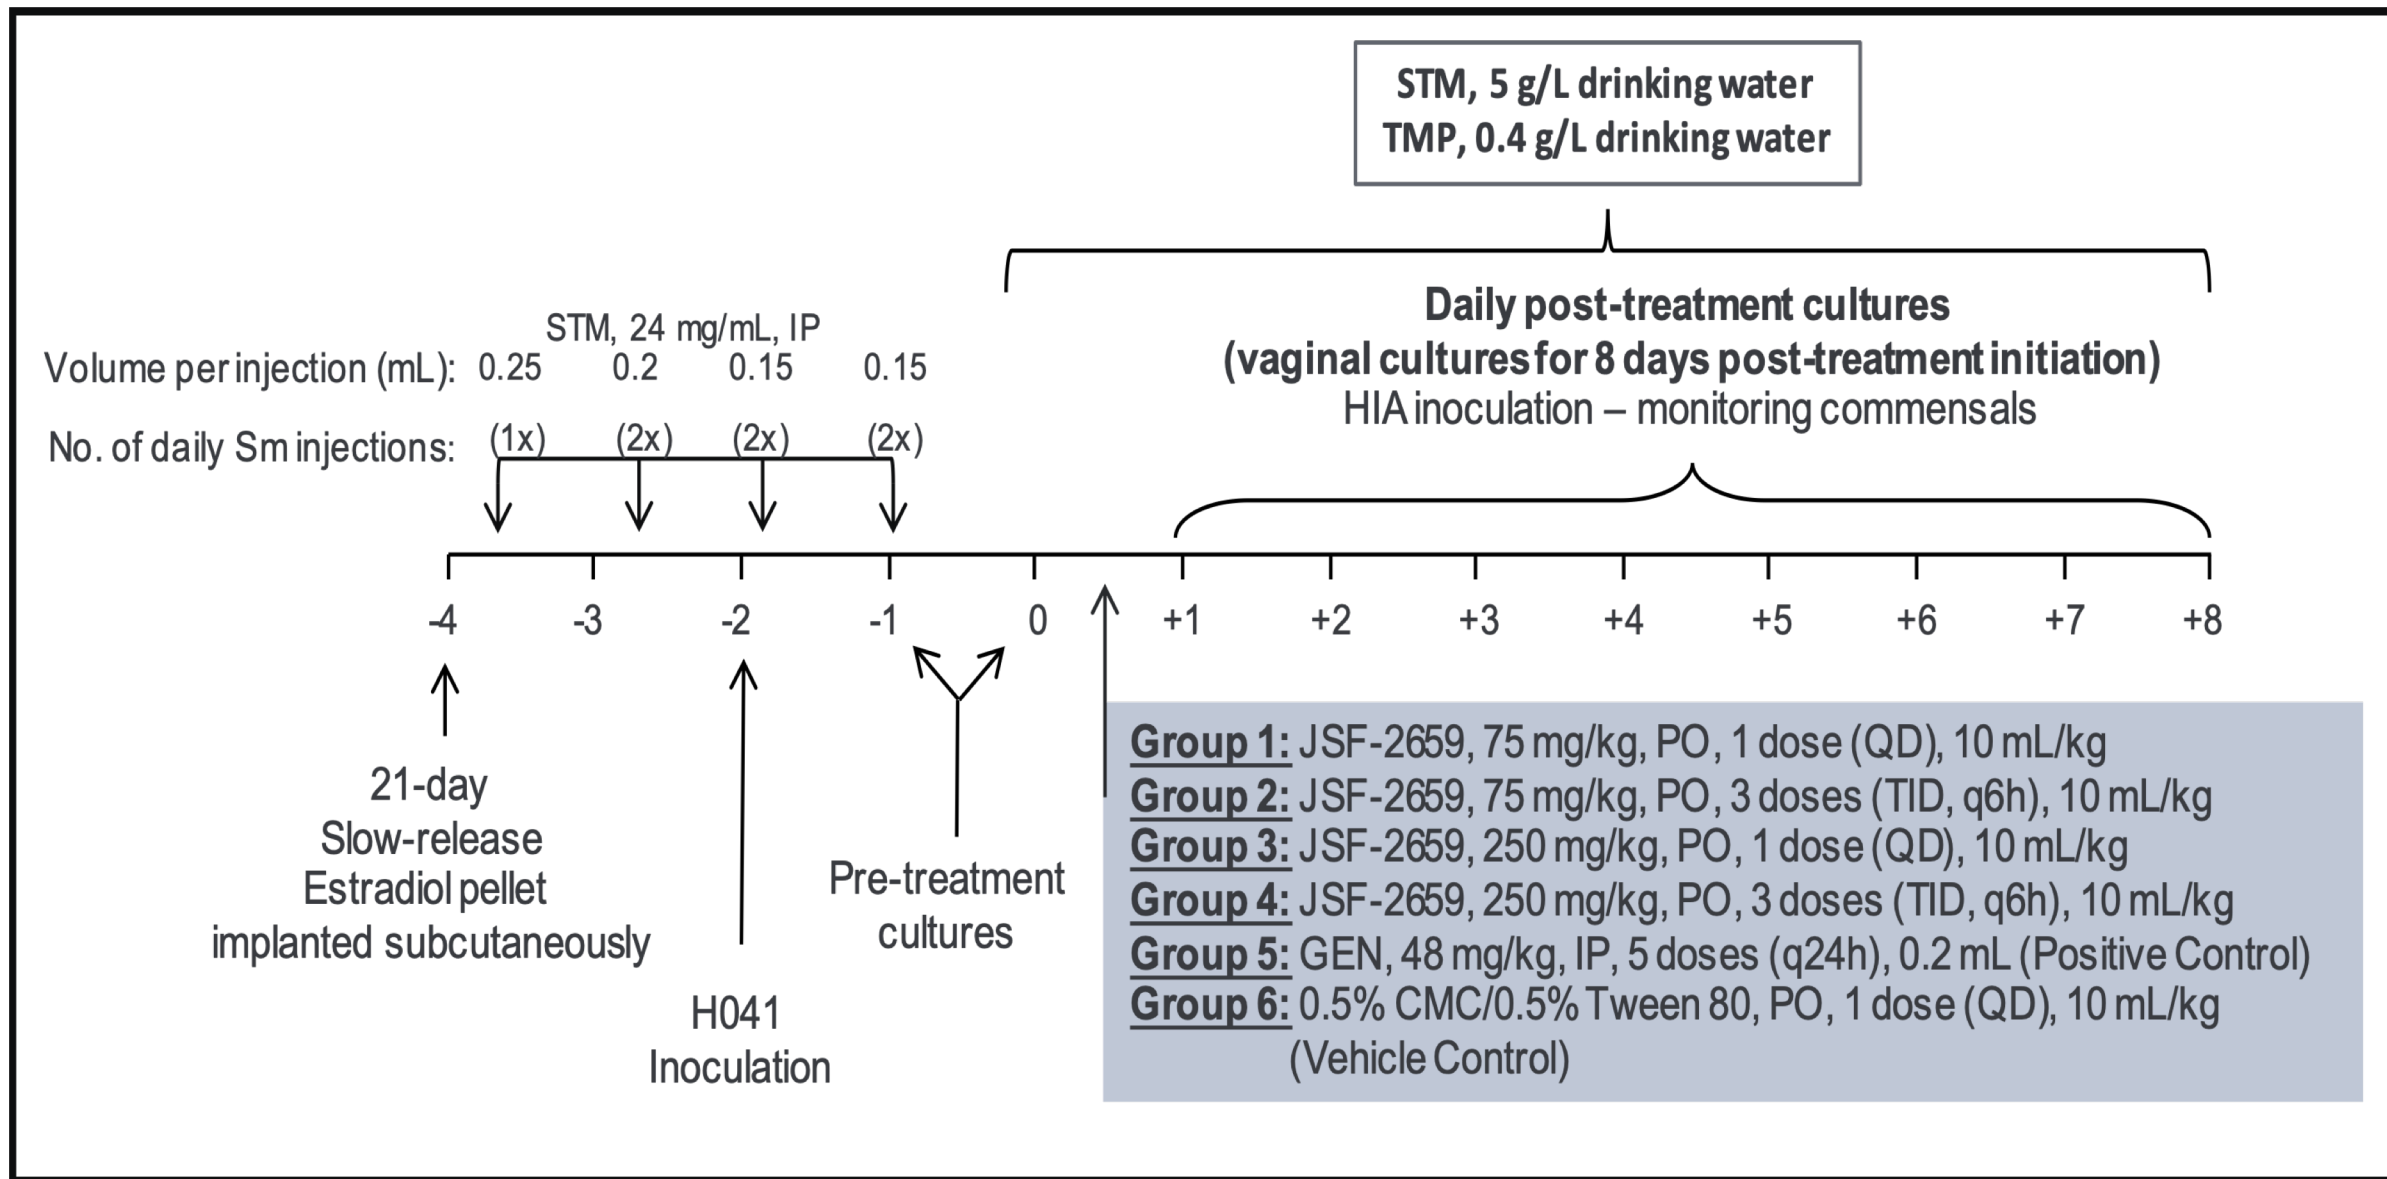 STM, 5 g/L drinking water
TMP, 0.4 g/L drinking water
Daily post-treatment cultures
(vaginal cultures for 8 days post-treatment initiation)
HIA inoculation – monitoring commensals
STM, 24 mg/mL, IP
Volume per injection (mL): 0.25 0.2 0.15 0.15
No. of daily Sm injections: (1x) (2x) (2x) (2x)
-4 -3 -2 -1 0 +1 +2 +3 +4 +5 +6 +7 +8
21-day
Slow-release
Estradiol pellet
implanted subcutaneously
H041
Inoculation
Pre-treatment
cultures
Group 1: JSF-2659, 75 mg/kg, PO, 1 dose (QD), 10 mL/kg
Group 2: JSF-2659, 75 mg/kg, PO, 3 doses (TID, q6h), 10 mL/kg
Group 3: JSF-2659, 250 mg/kg, PO, 1 dose (QD), 10 mL/kg
Group 4: JSF-2659, 250 mg/kg, PO, 3 doses (TID, q6h), 10 mL/kg
Group 5: GEN, 48 mg/kg, IP, 5 doses (q24h), 0.2 mL (Positive Control)
Group 6: 0.5% CMC/0.5% Tween 80, PO, 1 dose (QD), 10 mL/kg
(Vehicle Control)